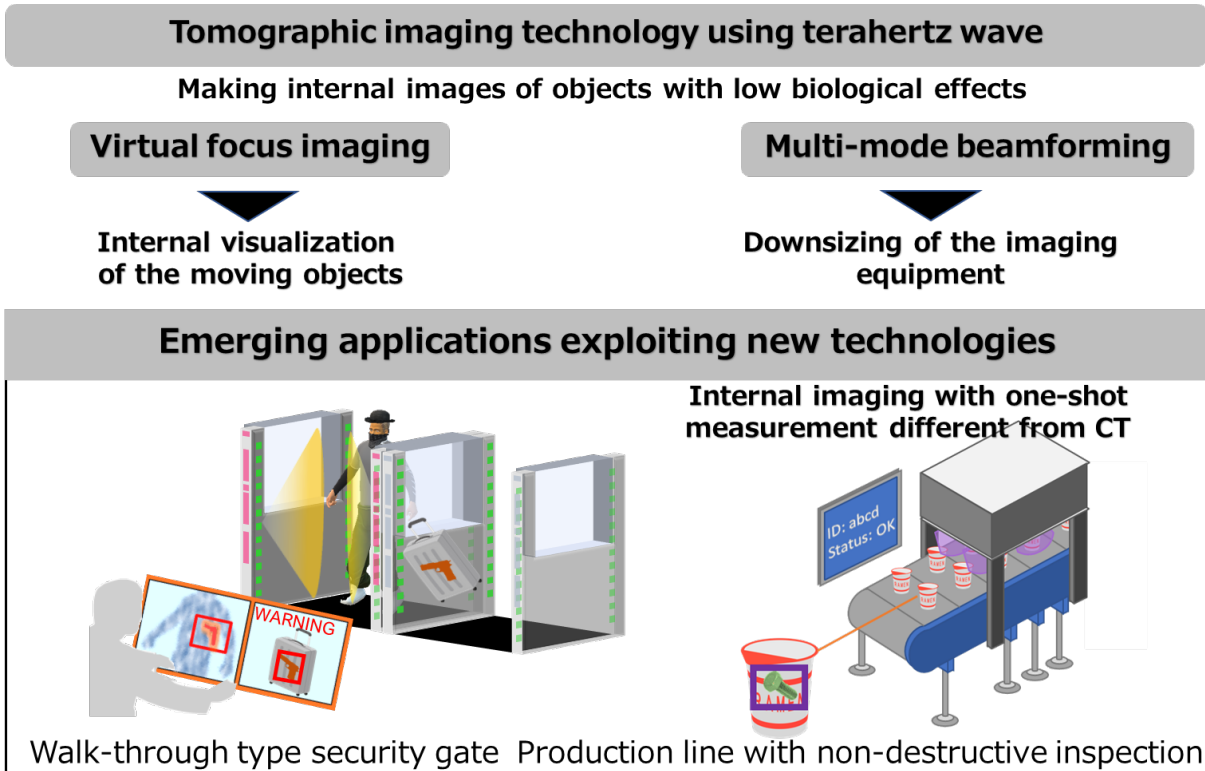 Tomographic imaging technology using terahertz wave
Making internal images of objects with low biological effects
Virtual focus imaging
Multi-mode beamforming
Internal visualization
of the moving objects
Downsizing of the imaging
equipment
Emerging applications exploiting new technologies
Internal imaging with one-shot
measurement different from CT
ID: abcd
Status: OK
WARNING
RAMEN
Walk-through type security gate
Production line with non-destructive inspection